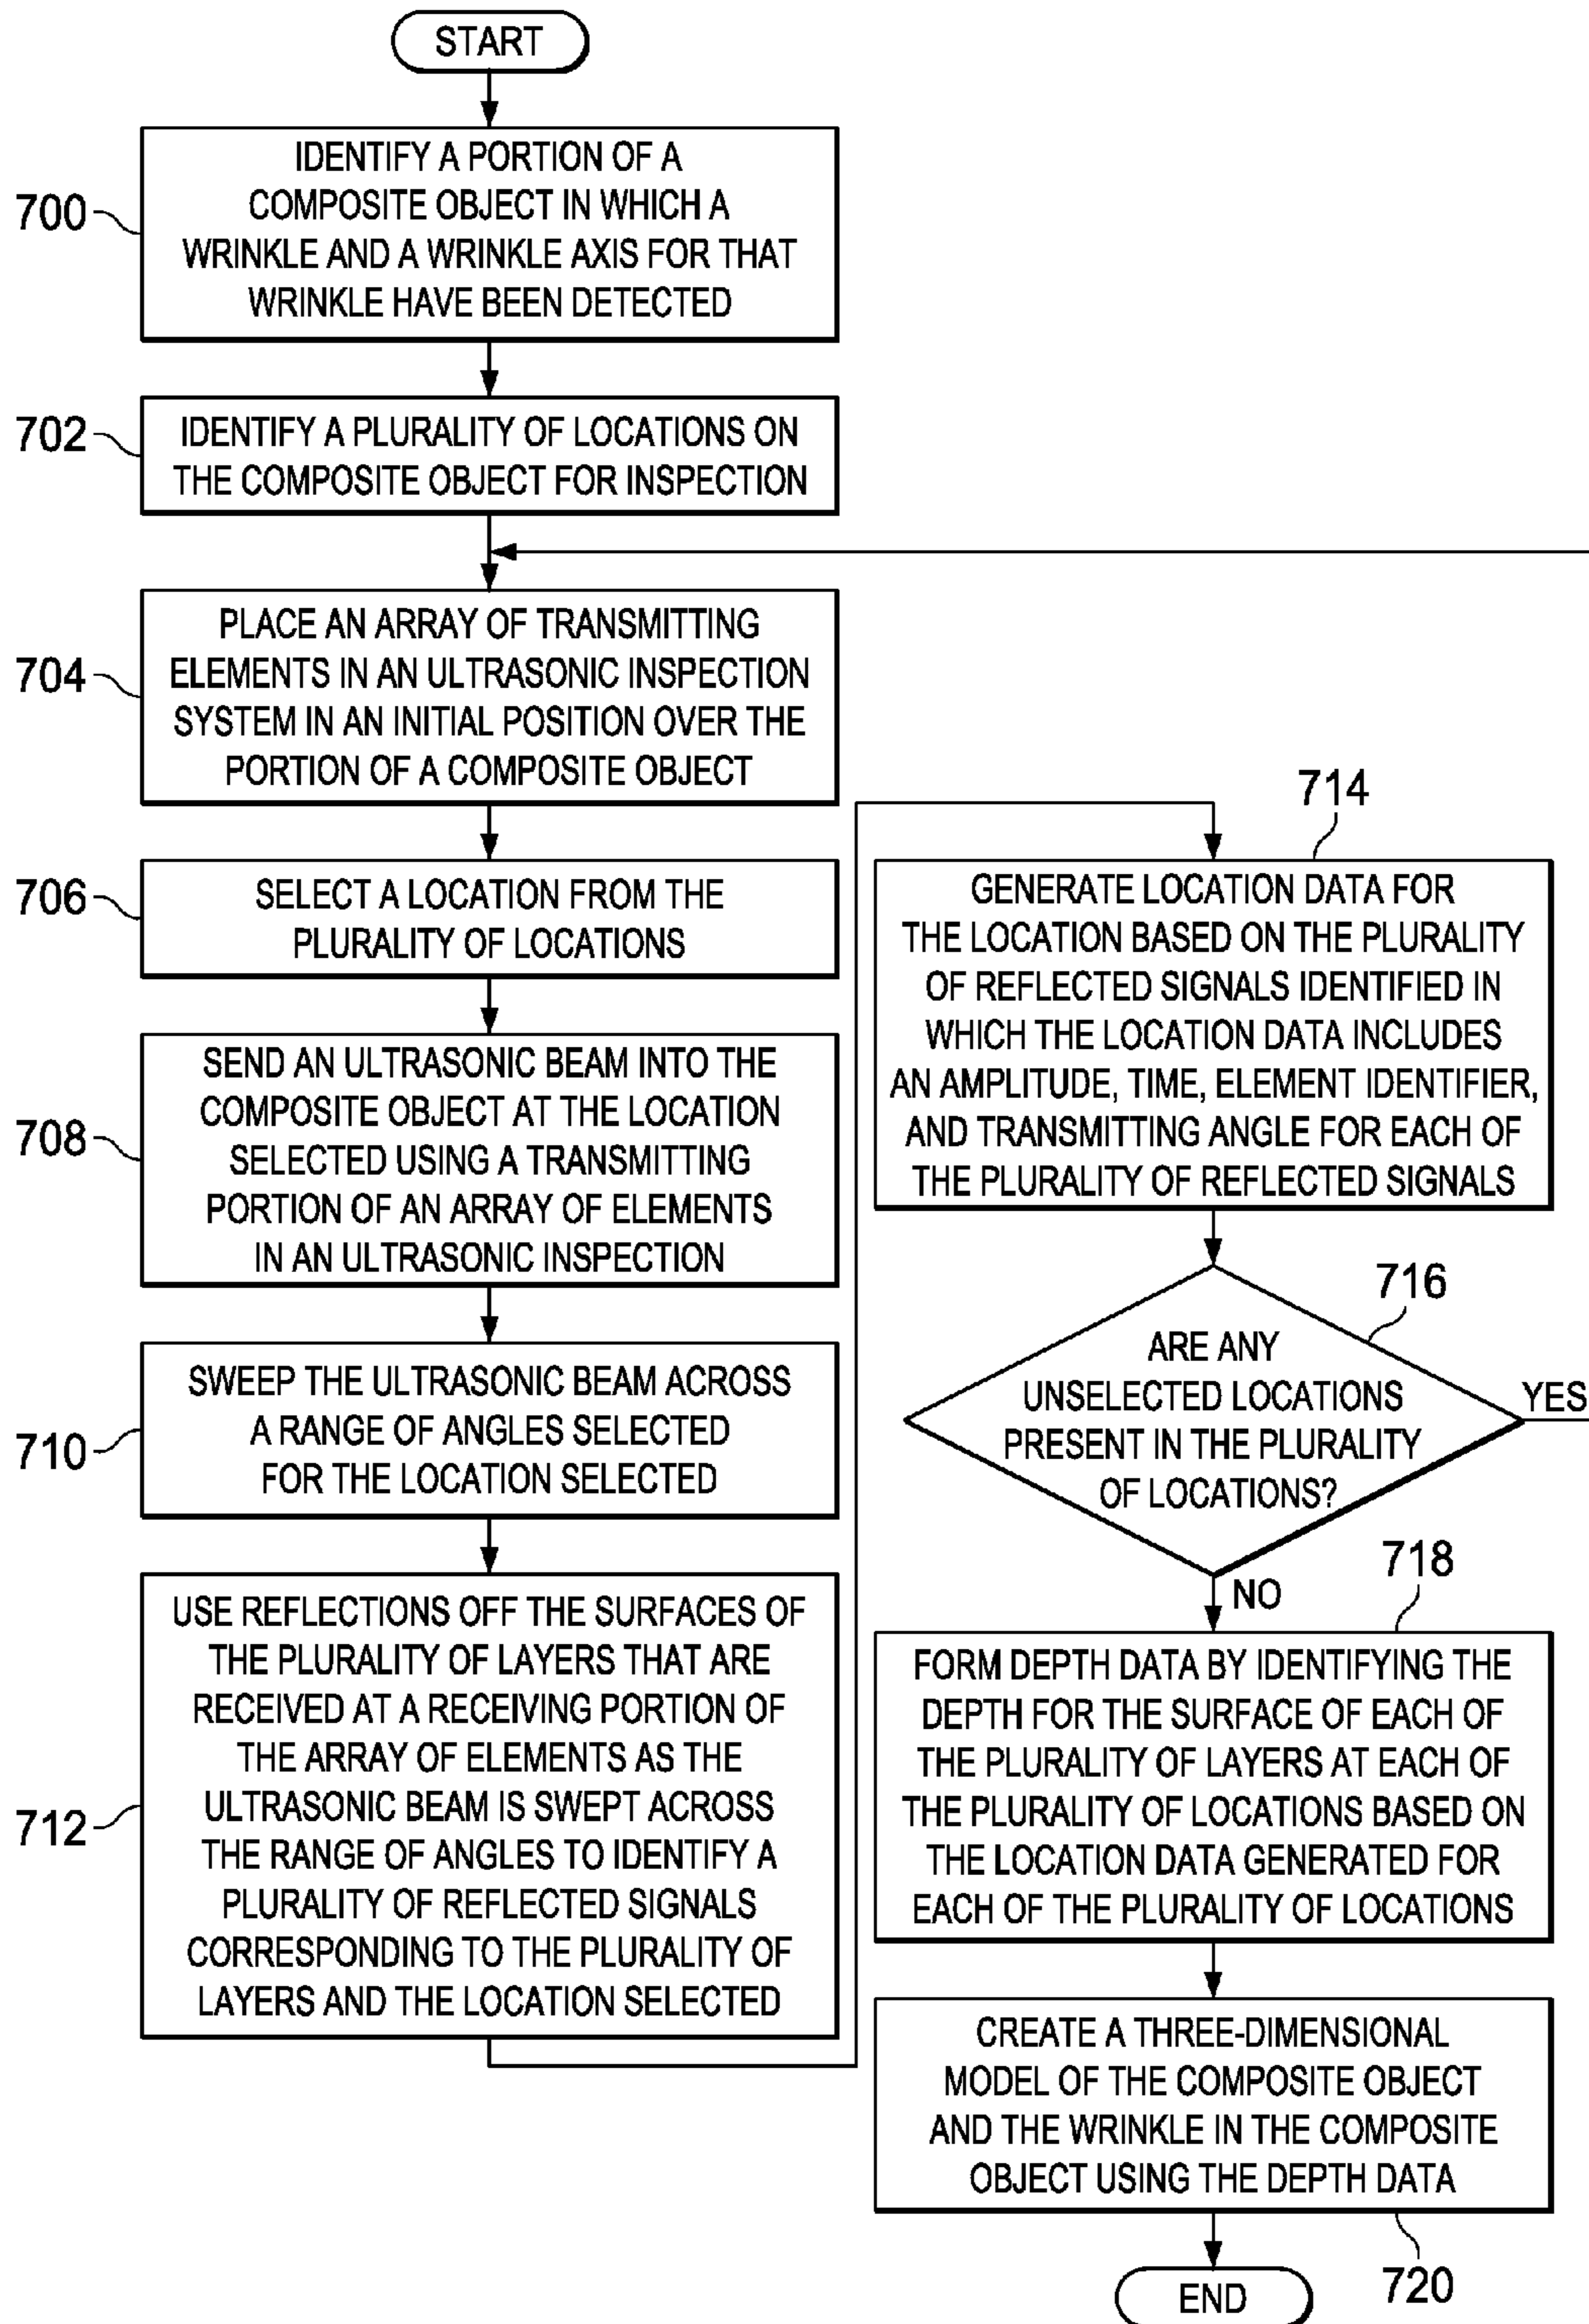 START
700
IDENTIFY A PORTION OF A
COMPOSITE OBJECT IN WHICH A
WRINKLE AND A WRINKLE AXIS FOR THAT
WRINKLE HAVE BEEN DETECTED
702
IDENTIFY A PLURALITY OF LOCATIONS ON
THE COMPOSITE OBJECT FOR INSPECTION
704
PLACE AN ARRAY OF TRANSMITTING
ELEMENTS IN AN ULTRASONIC INSPECTION
SYSTEM IN AN INITIAL POSITION OVER THE
PORTION OF A COMPOSITE OBJECT
706
SELECT A LOCATION FROM THE
PLURALITY OF LOCATIONS
708
SEND AN ULTRASONIC BEAM INTO THE
COMPOSITE OBJECT AT THE LOCATION
SELECTED USING A TRANSMITTING
PORTION OF AN ARRAY OF ELEMENTS
IN AN ULTRASONIC INSPECTION
710
SWEEP THE ULTRASONIC BEAM ACROSS
A RANGE OF ANGLES SELECTED
FOR THE LOCATION SELECTED
712
USE REFLECTIONS OFF THE SURFACES OF
THE PLURALITY OF LAYERS THAT ARE
RECEIVED AT A RECEIVING PORTION OF
THE ARRAY OF ELEMENTS AS THE
ULTRASONIC BEAM IS SWEPT ACROSS
THE RANGE OF ANGLES TO IDENTIFY A
PLURALITY OF REFLECTED SIGNALS
CORRESPONDING TO THE PLURALITY OF
LAYERS AND THE LOCATION SELECTED
714
GENERATE LOCATION DATA FOR
THE LOCATION BASED ON THE PLURALITY
OF REFLECTED SIGNALS IDENTIFIED IN
WHICH THE LOCATION DATA INCLUDES
AN AMPLITUDE, TIME, ELEMENT IDENTIFIER,
AND TRANSMITTING ANGLE FOR EACH OF
THE PLURALITY OF REFLECTED SIGNALS
716
ARE ANY
UNSELECTED LOCATIONS
PRESENT IN THE PLURALITY
OF LOCATIONS?
YES
NO
718
FORM DEPTH DATA BY IDENTIFYING THE
DEPTH FOR THE SURFACE OF EACH OF
THE PLURALITY OF LAYERS AT EACH OF
THE PLURALITY OF LOCATIONS BASED ON
THE LOCATION DATA GENERATED FOR
EACH OF THE PLURALITY OF LOCATIONS
CREATE A THREE-DIMENSIONAL
MODEL OF THE COMPOSITE OBJECT
AND THE WRINKLE IN THE COMPOSITE
OBJECT USING THE DEPTH DATA
720
END